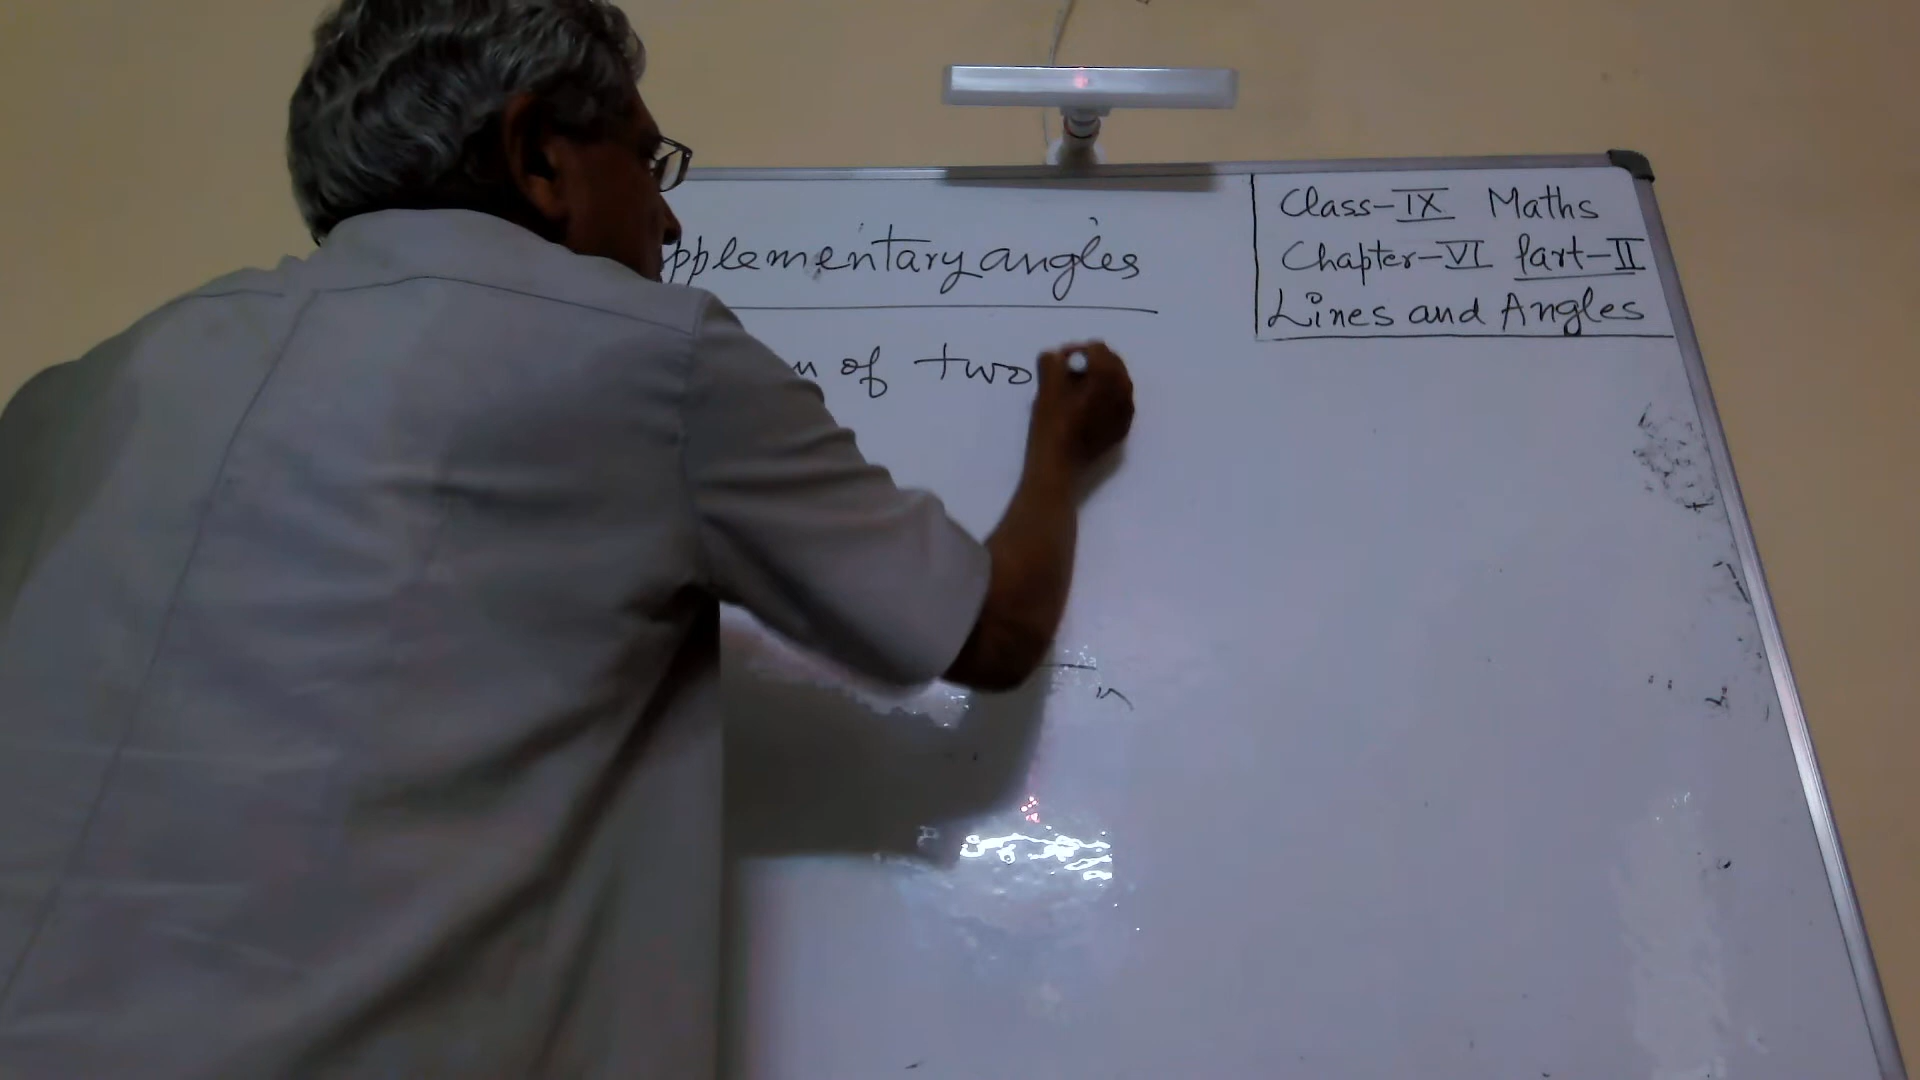 pplementary angles
of two
Class-IX Maths
Chapter-VI Part-II
Lines and Angles